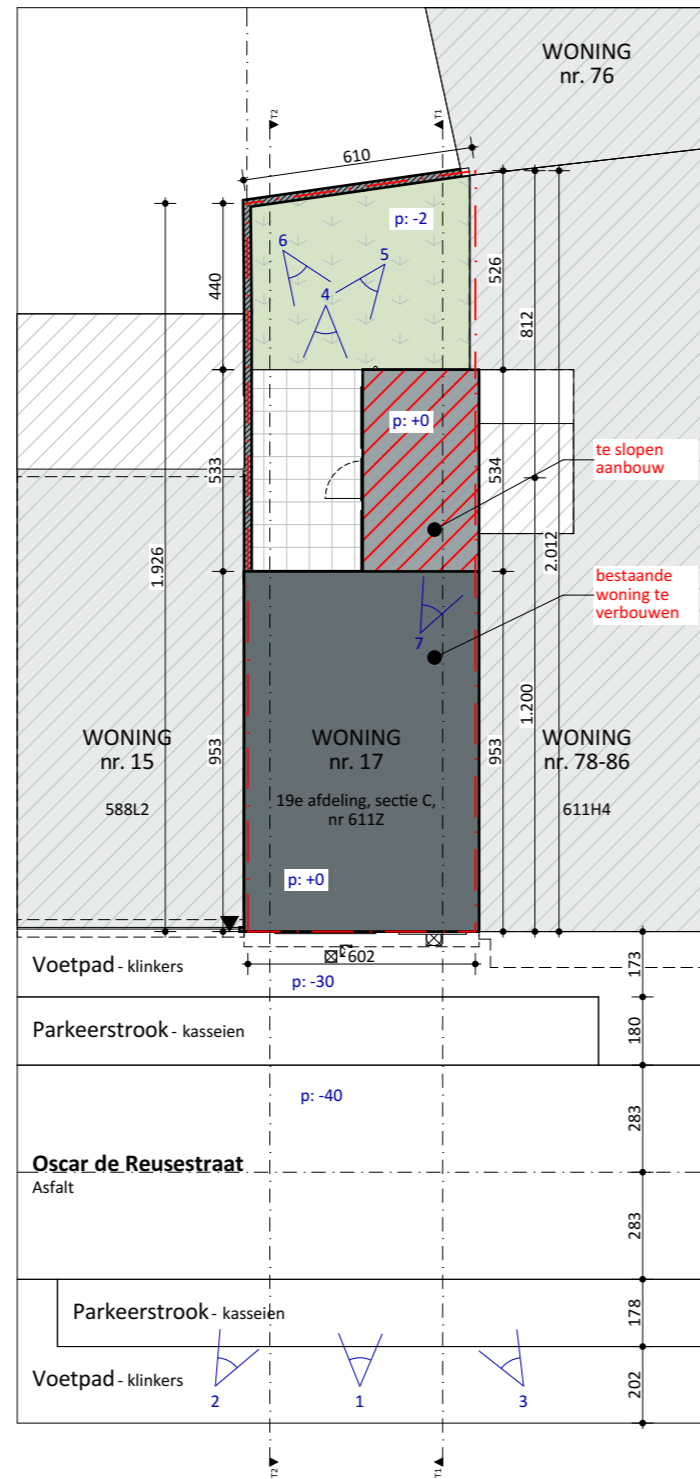 WONING
nr. 76
T2
T1
610
p: -2
6
5
4
440
526
812
p: +0
te slopen
aanbouw
533
534
1.926
2.012
bestaande
woning te
verbouwen
7
1.200
WONING
nr. 15
588L2
953
WONING
nr. 17
19e afdeling, sectie C,
nr 611Z
953
WONING
nr. 78-86
611H4
p: +0
602
Voetpad - klinkers
p: -30
173
Parkeerstrook - kasseien
180
p: -40
283
Oscar de Reusestraat
Asfalt
283
Parkeerstrook - kasseien
178
Voetpad - klinkers
2
1
3
202
T2
T1